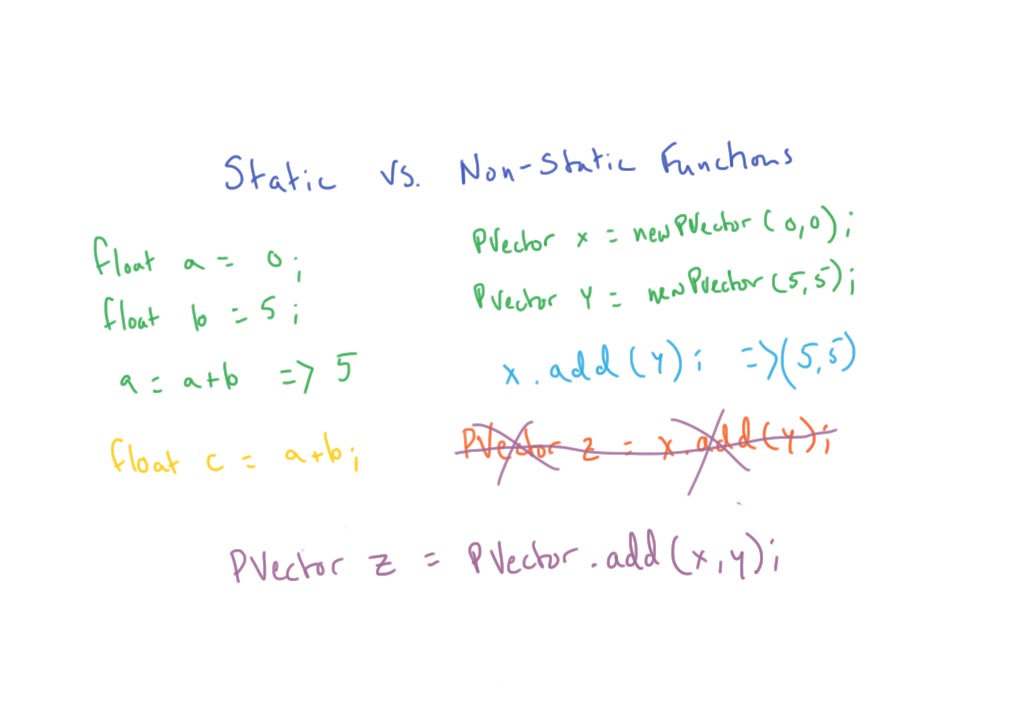 Static vs. Non-Static Functions
float a = 0;
float b = 5;
a = a+b => 5
float c = a+b;
PVector x = new PVector (0,0);
PVector y = new PVector (5,5);
x.add(y); =>(5,5)
PVector z = x.add(y);
PVector z = PVector.add(x,y);